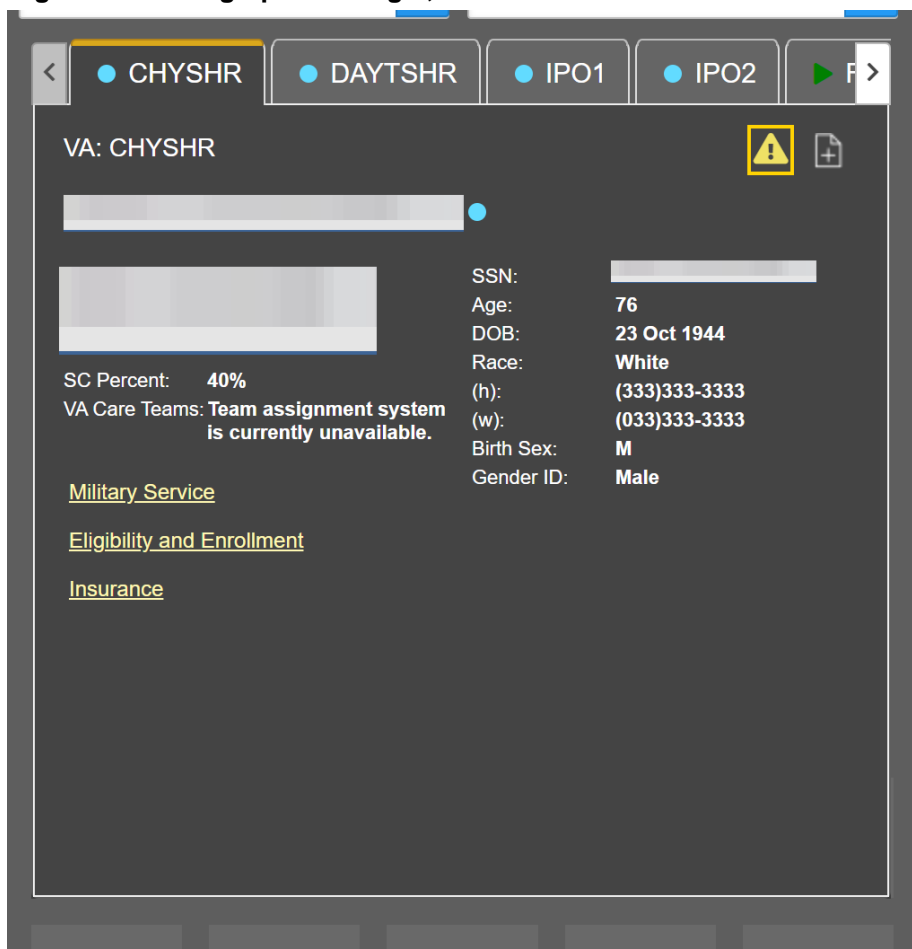 CHYSHR
DAYTSHR
IPO1
IPO2
VA: CHYSHR
SSN:
Age: 76
DOB: 23 Oct 1944
Race: White
(h): (333)333-3333
(w): (033)333-3333
Birth Sex: M
Gender ID: Male
SC Percent: 40%
VA Care Teams: Team assignment system
is currently unavailable.
Military Service
Eligibility and Enrollment
Insurance